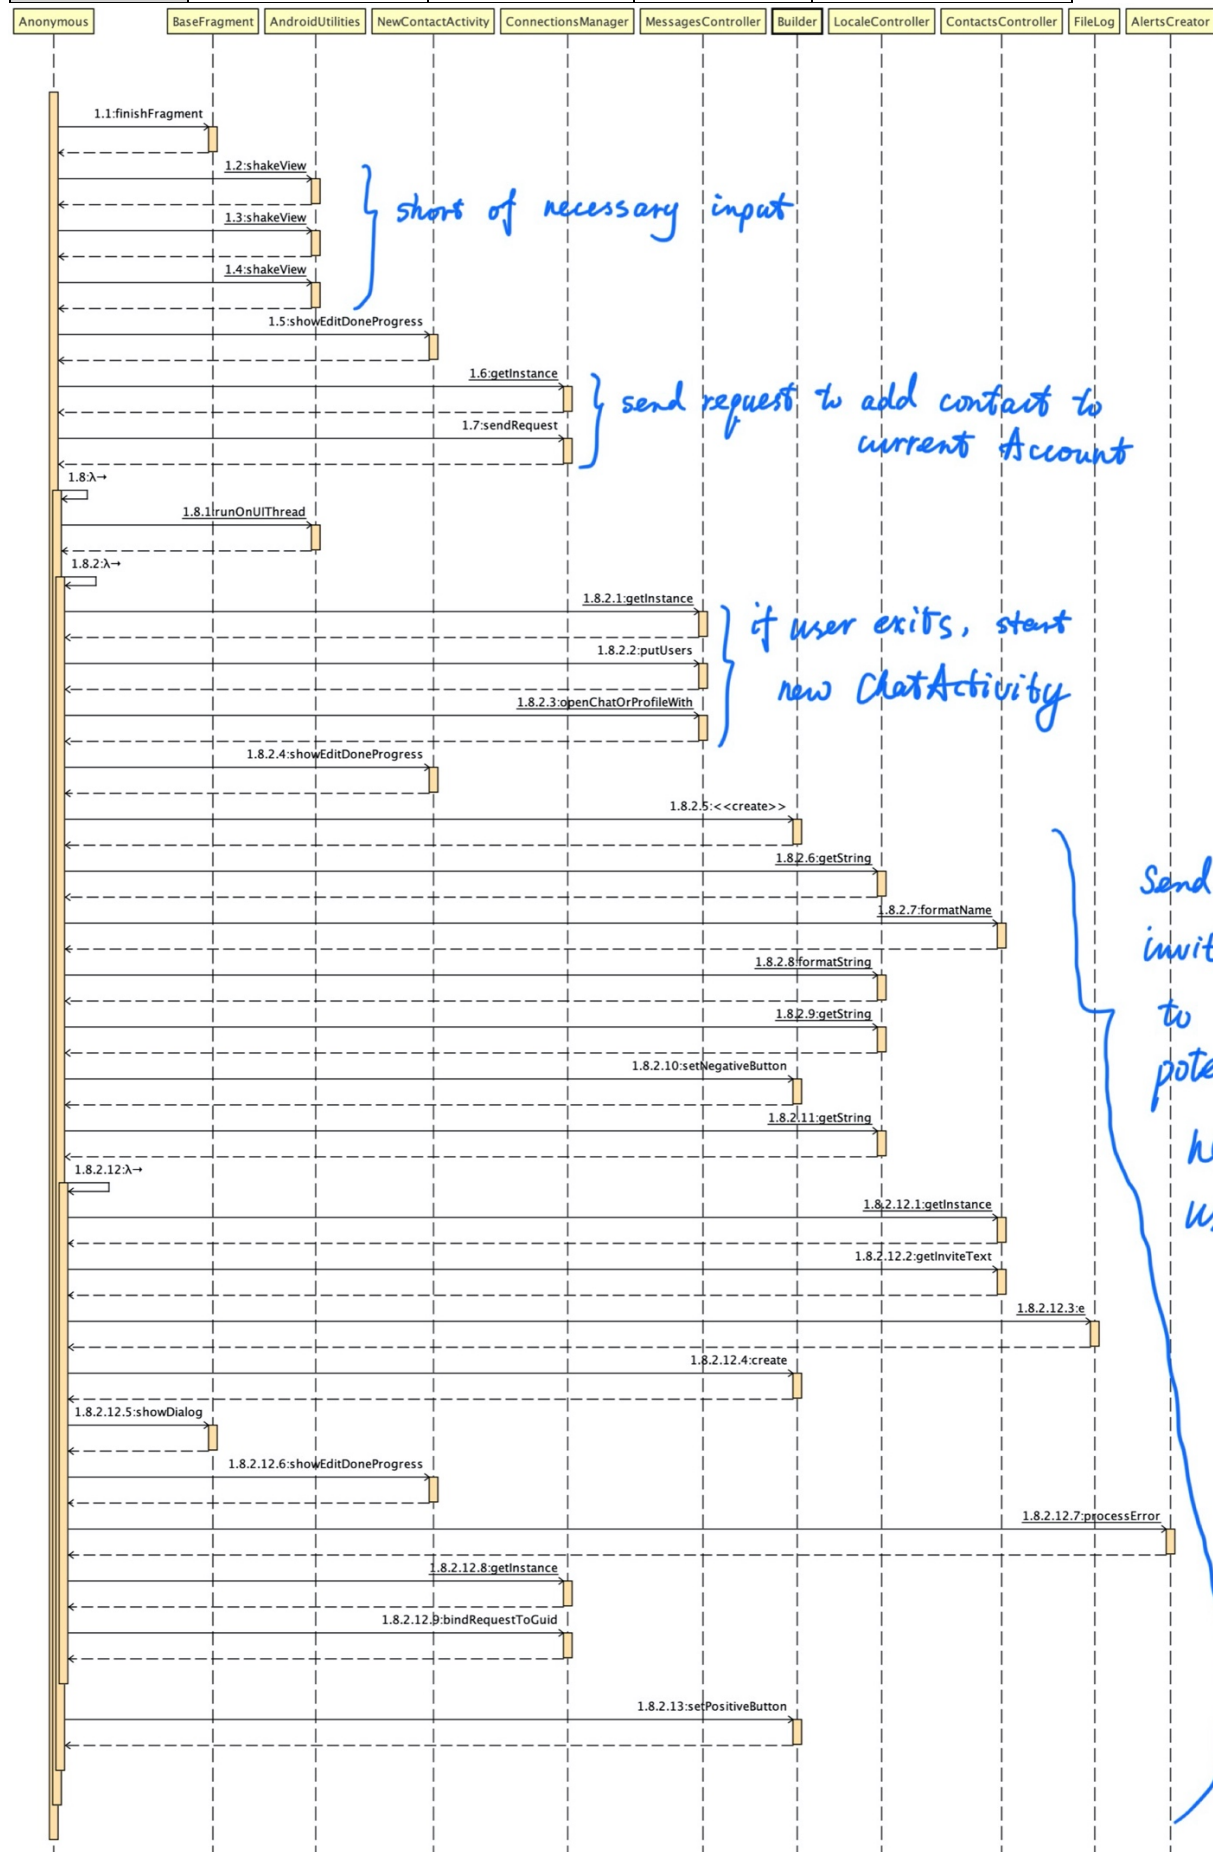 Anonymous BaseFragment AndroidUtilities NewContactActivity ConnectionsManager MessagesController Builder LocaleController ContactsController FileLog AlertsCreator
1.1:finishFragment
1.2:shakeView
short of necessary input
1.3:shakeView
1.4:shakeView
1.5:showEditDoneProgress
1.6:getInstance
send request to add contact to
1.7:sendRequest
current Account
1.8:λ→
1.8.1:runOnUIThread
1.8.2:λ→
1.8.2.1:getInstance
if user exits, start
1.8.2.2:putUsers
new ChatActivity
1.8.2.3:openChatOrProfileWith
1.8.2.4:showEditDoneProgress
1.8.2.5:<<create>>
1.8.2.6:getString
Send
1.8.2.7:formatName
1.8.2.8:formatString
1.8.2.9:getString
to
1.8.2.10:setNegativeButton
1.8.2.11:getString
1.8.2.12:λ→
1.8.2.12.1:getInstance
1.8.2.12.2:getInviteText
1.8.2.12.3:e
1.8.2.12.4:create
1.8.2.12.5:showDialog
1.8.2.12.6:showEditDoneProgress
1.8.2.12.7:processError
1.8.2.12.8:getInstance
1.8.2.12.9:bindRequestToGuid
1.8.2.13:setPositiveButton